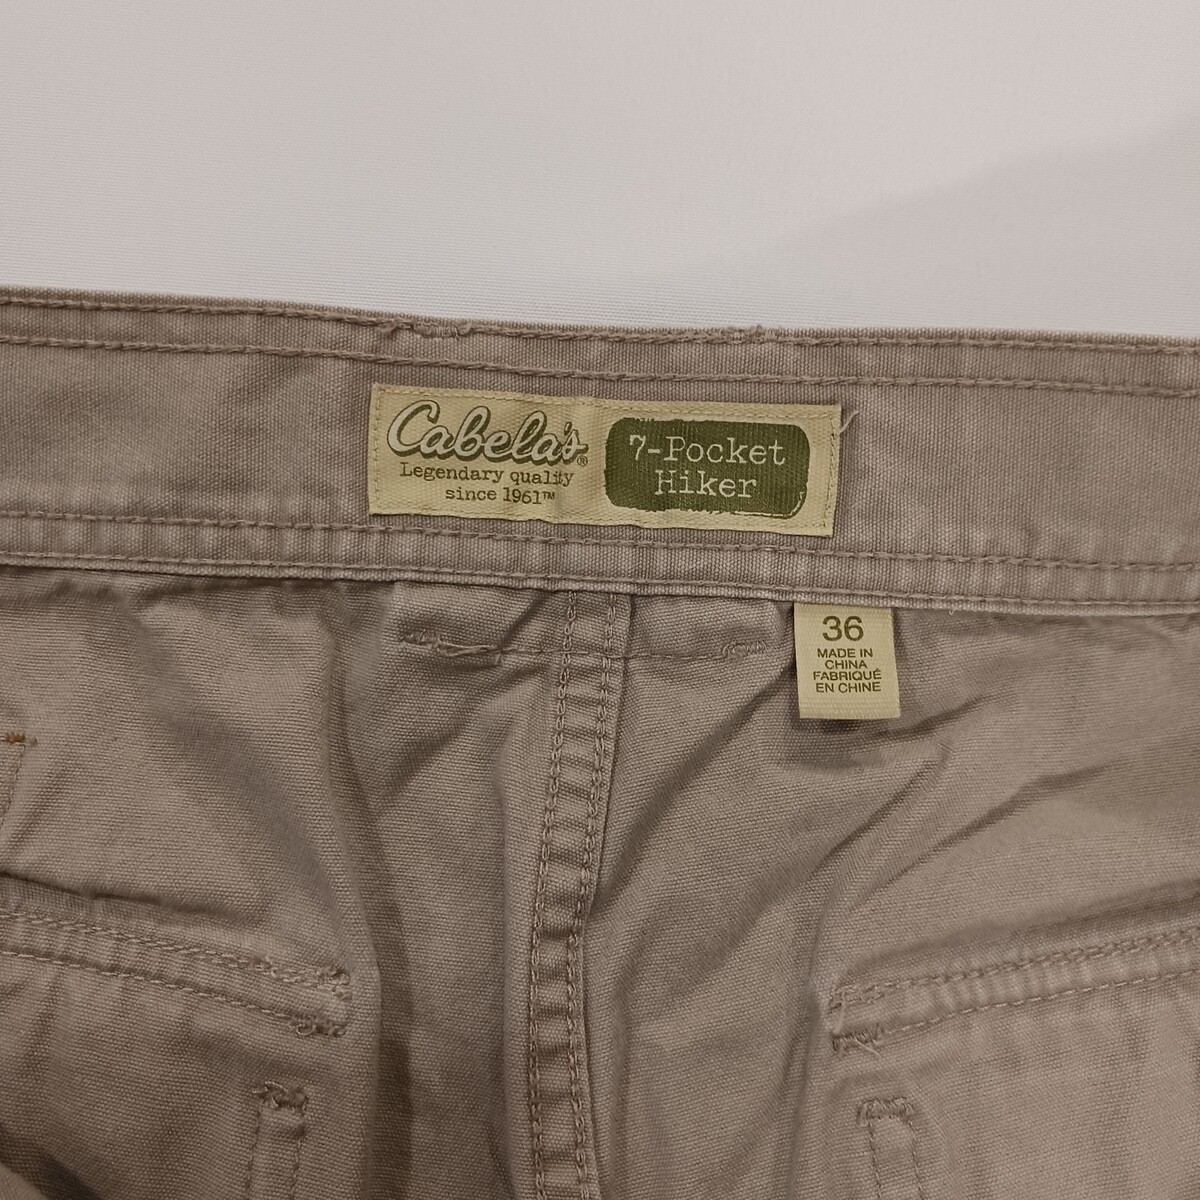 Cabela's®
Legendary quality
since 1961™
7-Pocket
Hiker
36
MADE IN
CHINA
FABRIQUÉ
EN CHINE